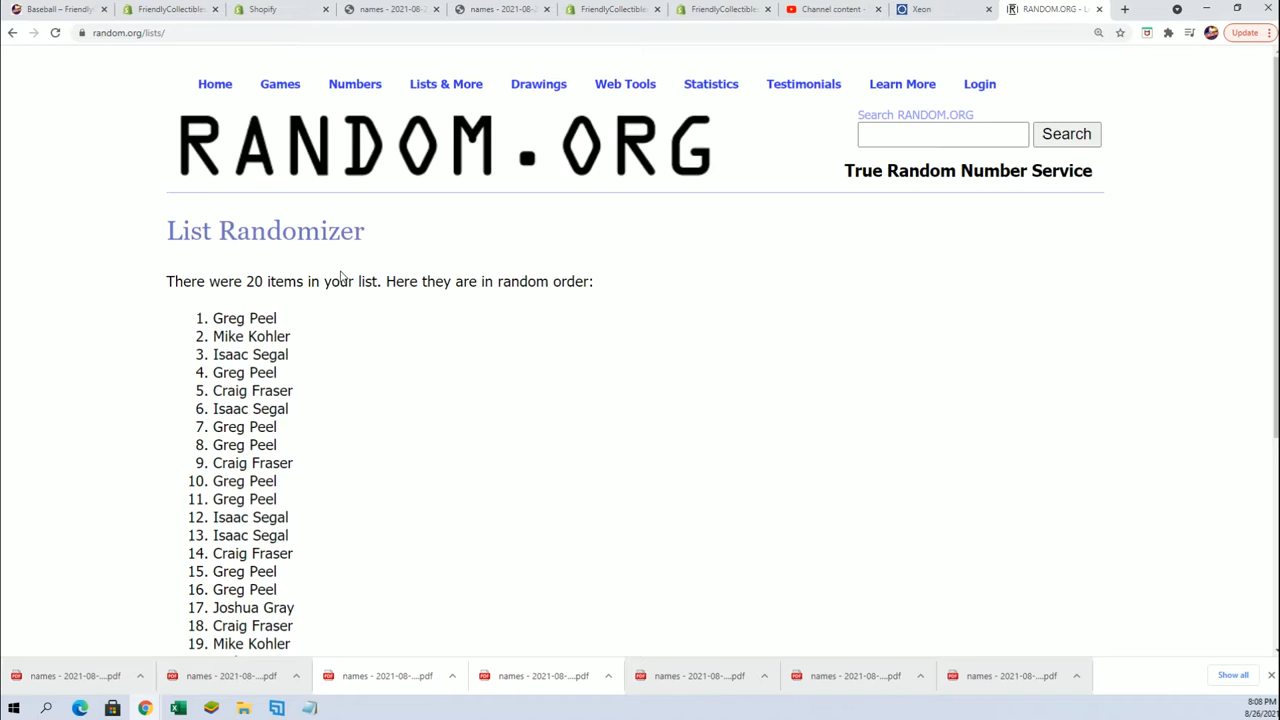 Baseball – Friendly
FriendlyCollectibles
Shopify
names - 2021-08-2
names - 2021-08-
FriendlyCollectibles
FriendlyCollectibles
Channel content -
Xeon
RANDOM.ORG - L
random.org/lists/
Update
Home Games Numbers Lists & More Drawings Web Tools Statistics Testimonials Learn More Login
RANDOM.ORG
Search RANDOM.ORG
Search
True Random Number Service
List Randomizer
There were 20 items in your list. Here they are in random order:
1. Greg Peel
2. Mike Kohler
3. Isaac Segal
4. Greg Peel
5. Craig Fraser
6. Isaac Segal
7. Greg Peel
8. Greg Peel
9. Craig Fraser
10. Greg Peel
11. Greg Peel
12. Isaac Segal
13. Isaac Segal
14. Craig Fraser
15. Greg Peel
16. Greg Peel
17. Joshua Gray
18. Craig Fraser
19. Mike Kohler
names - 2021-08-....pdf
names - 2021-08-....pdf
names - 2021-08-....pdf
names - 2021-08-....pdf
names - 2021-08-....pdf
names - 2021-08-....pdf
names - 2021-08-....pdf
Show all
8:08 PM
8/26/2021